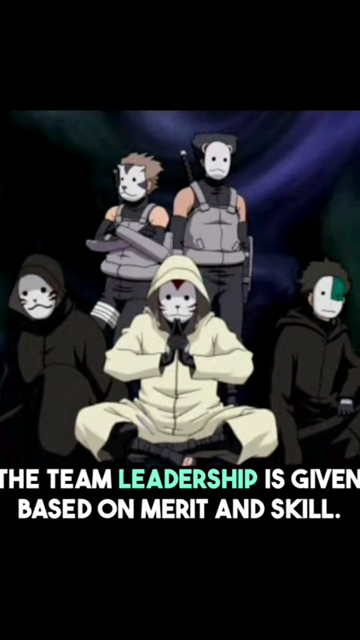 THE TEAM LEADERSHIP IS GIVEN
BASED ON MERIT AND SKILL.